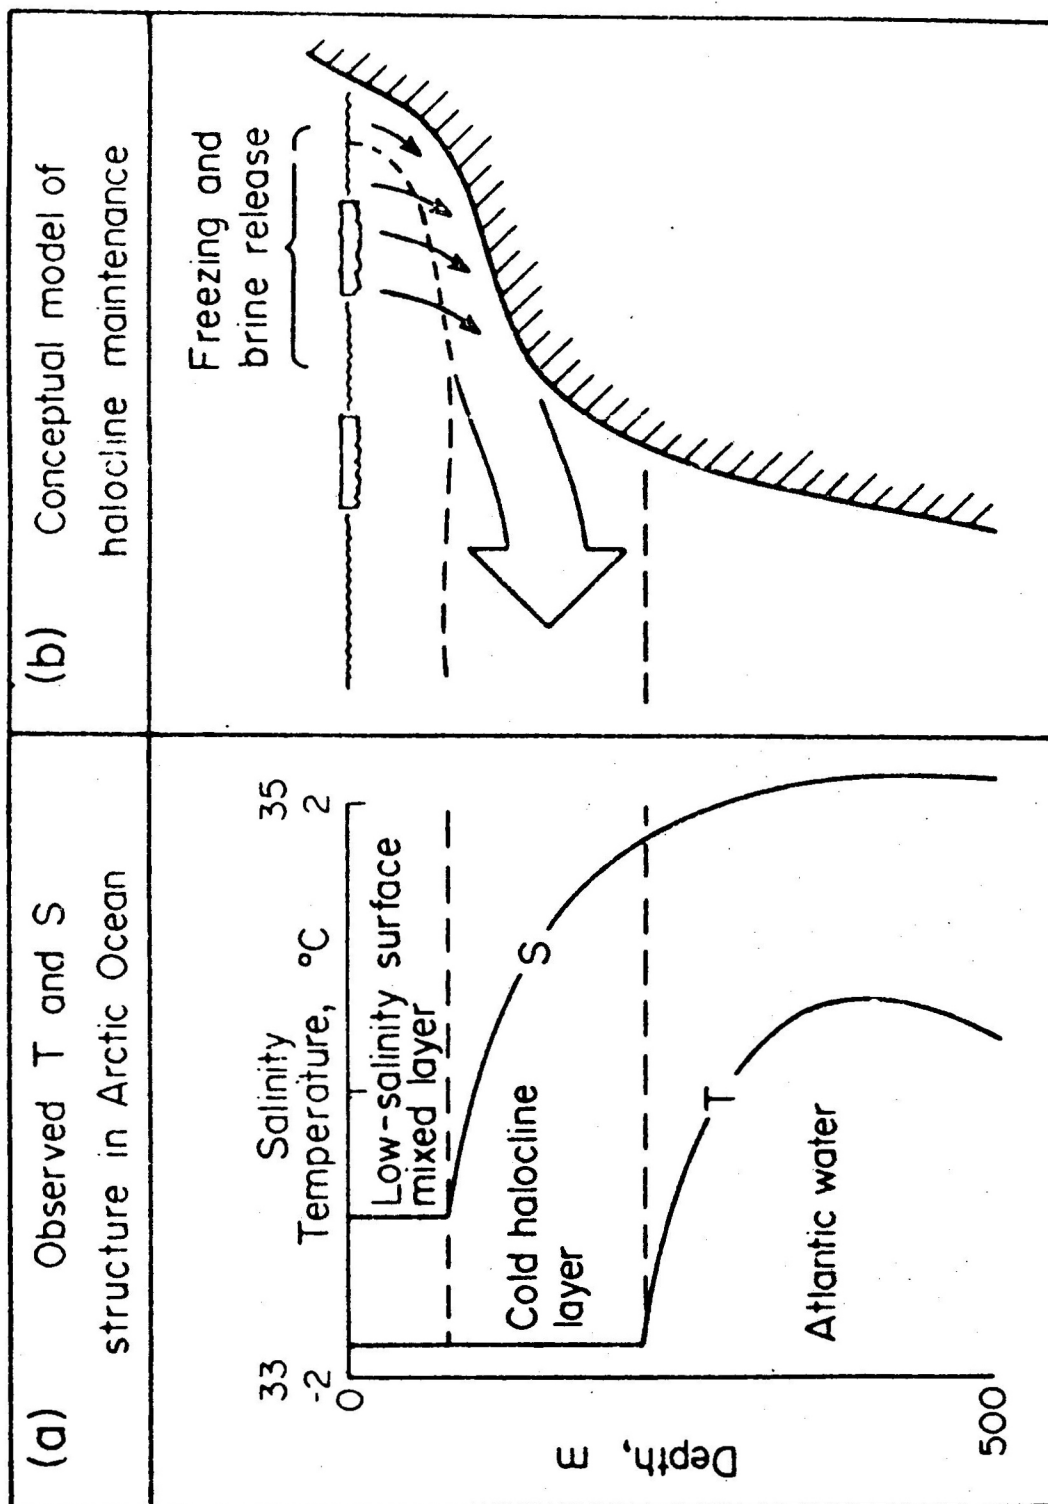 (a) Observed T and S
structure in Arctic Ocean
Salinity
Temperature, °C
33
35
-2
2
0
Low-salinity surface
mixed layer
S
Cold halocline
layer
T
Atlantic water
Depth, m
500
(b) Conceptual model of
halocline maintenance
Freezing and
brine release